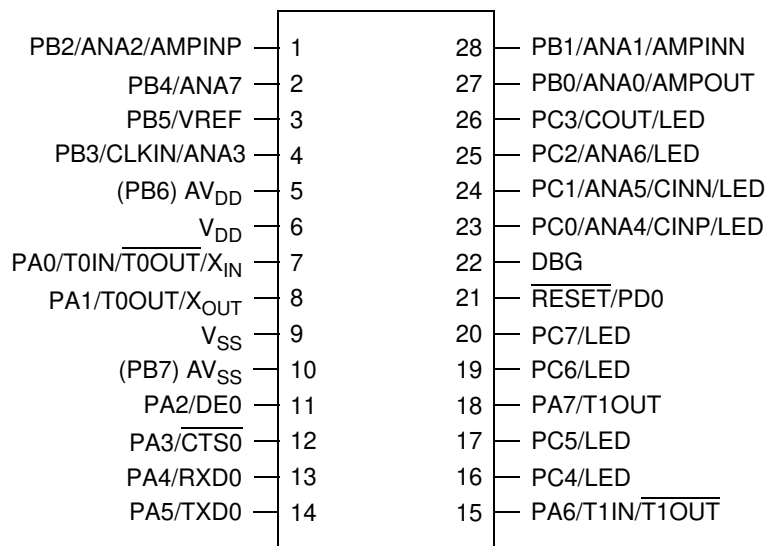 PB2/ANA2/AMPINP 1 28 PB1/ANA1/AMPINN
PB4/ANA7 2 27 PB0/ANA0/AMPOUT
PB5/VREF 3 26 PC3/COUT/LED
PB3/CLKIN/ANA3 4 25 PC2/ANA6/LED
(PB6) AVDD 5 24 PC1/ANA5/CINN/LED
VDD 6 23 PC0/ANA4/CINP/LED
PA0/T0IN/T̅0̅O̅U̅T̅/XIN 7 22 DBG
PA1/T0OUT/XOUT 8 21 R̅E̅S̅E̅T̅/PD0
VSS 9 20 PC7/LED
(PB7) AVSS 10 19 PC6/LED
PA2/DE0 11 18 PA7/T1OUT
PA3/C̅T̅S̅0̅ 12 17 PC5/LED
PA4/RXD0 13 16 PC4/LED
PA5/TXD0 14 15 PA6/T1IN/T̅1̅O̅U̅T̅